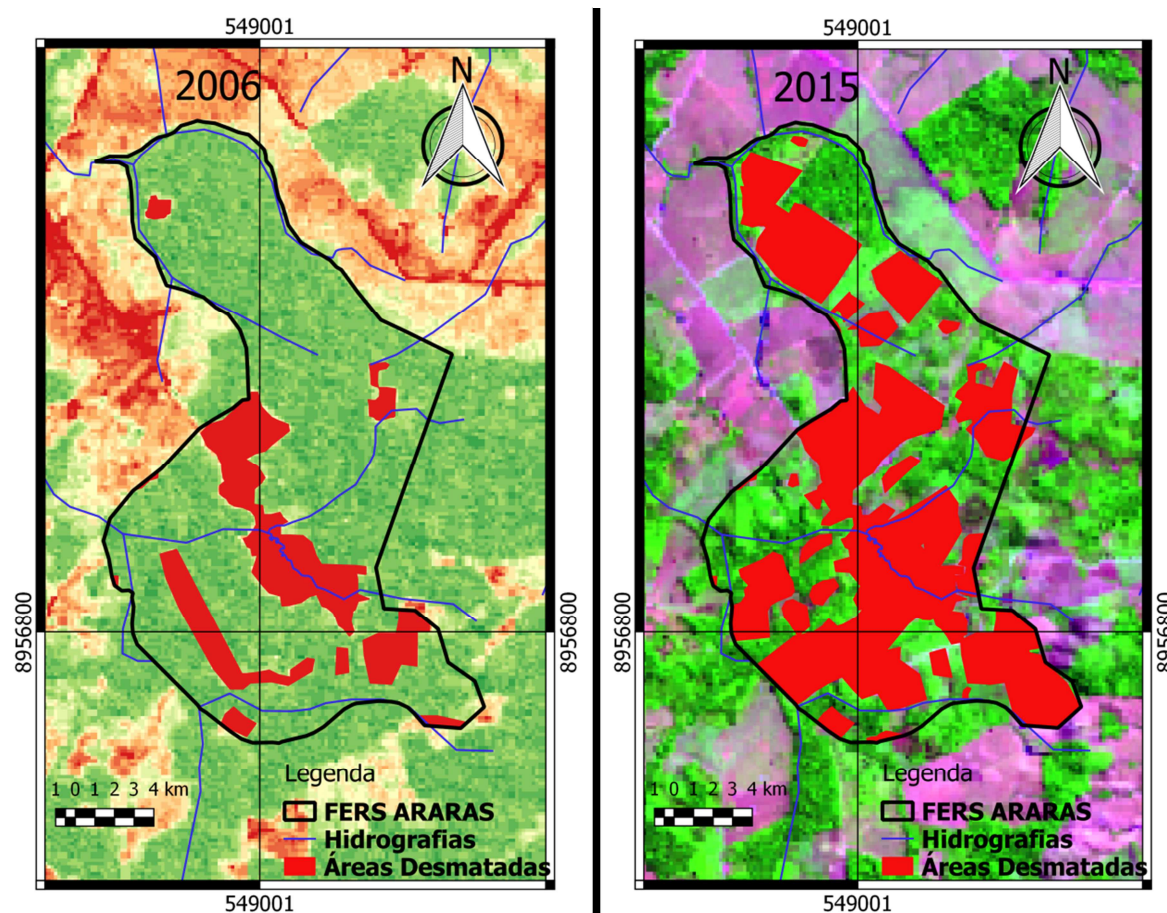 549001
2006
N
8956800
Legenda
1 0 1 2 3 4 km
FERS ARARAS
Hidrografias
Áreas Desmatadas
549001
549001
2015
N
8956800
8956800
Legenda
1 0 1 2 3 4 km
FERS ARARAS
Hidrografias
Áreas Desmatadas
549001